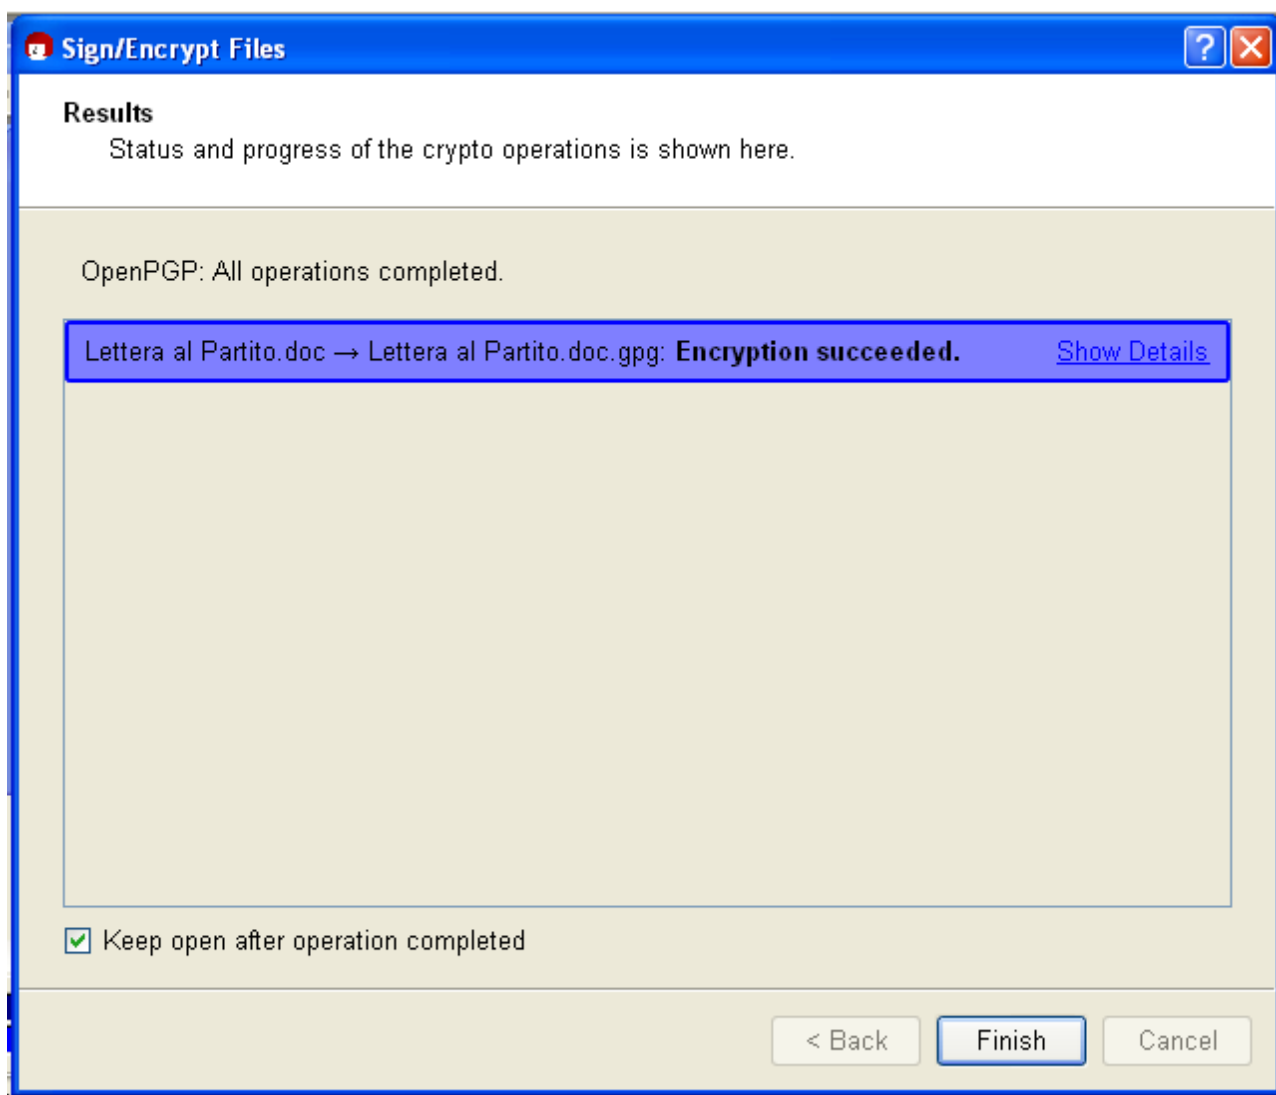 Sign/Encrypt Files
Results
Status and progress of the crypto operations is shown here.
OpenPGP: All operations completed.
Lettera al Partito.doc → Lettera al Partito.doc.gpg: Encryption succeeded. Show Details
Keep open after operation completed
< Back Finish Cancel